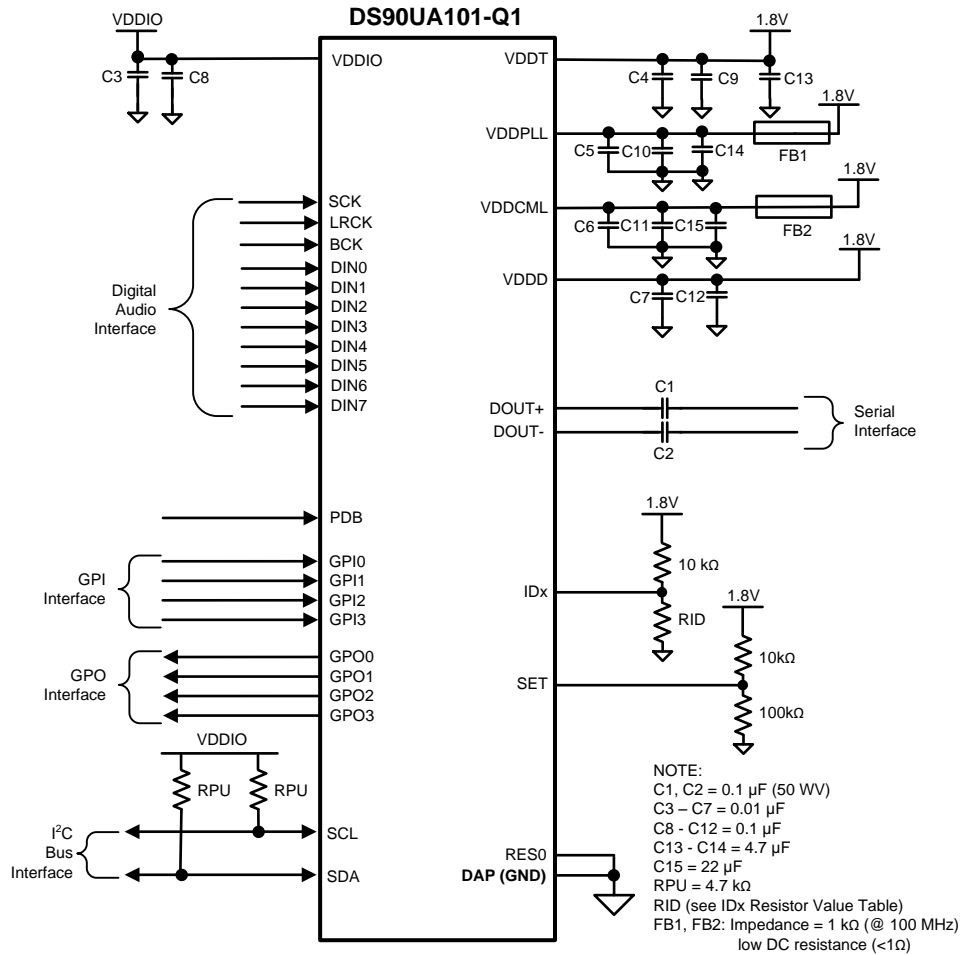 DS90UA101-Q1
VDDIO
VDDIO
C3
C8
VDDT
1.8V
C4
C9
C13
1.8V
VDDPLL
C5
C10
C14
FB1
1.8V
VDDCML
C6
C11
C15
FB2
1.8V
VDDD
C7
C12
Digital
Audio
Interface
SCK
LRCK
BCK
DIN0
DIN1
DIN2
DIN3
DIN4
DIN5
DIN6
DIN7
DOUT+
DOUT-
C1
C2
Serial
Interface
PDB
GPI
Interface
GPI0
GPI1
GPI2
GPI3
1.8V
10 kΩ
IDx
RID
1.8V
10kΩ
SET
100kΩ
GPO
Interface
GPO0
GPO1
GPO2
GPO3
VDDIO
RPU
RPU
I²C
Bus
Interface
SCL
SDA
RES0
DAP (GND)
NOTE:
C1, C2 = 0.1 µF (50 WV)
C3 – C7 = 0.01 µF
C8 - C12 = 0.1 µF
C13 - C14 = 4.7 µF
C15 = 22 µF
RPU = 4.7 kΩ
RID (see IDx Resistor Value Table)
FB1, FB2: Impedance = 1 kΩ (@ 100 MHz)
low DC resistance (<1Ω)